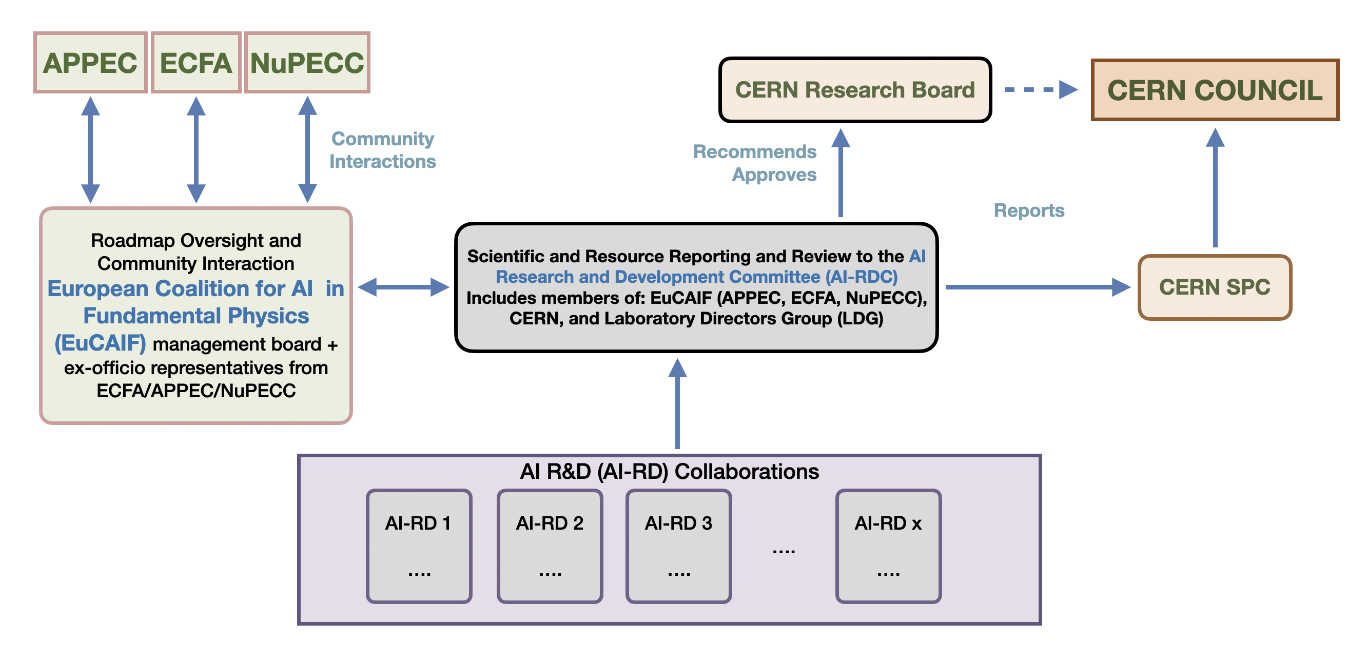 APPEC
ECFA
NuPECC
Community
Interactions
CERN Research Board
CERN COUNCIL
Recommends
Approves
Reports
Roadmap Oversight and
Community Interaction
European Coalition for AI in
Fundamental Physics
(EuCAIF) management board +
ex-officio representatives from
ECFA/APPEC/NuPECC
Scientific and Resource Reporting and Review to the AI
Research and Development Committee (AI-RDC)
Includes members of: EuCAIF (APPEC, ECFA, NuPECC),
CERN, and Laboratory Directors Group (LDG)
CERN SPC
AI R&D (AI-RD) Collaborations
AI-RD 1
....
AI-RD 2
....
AI-RD 3
....
....
AI-RD x
....